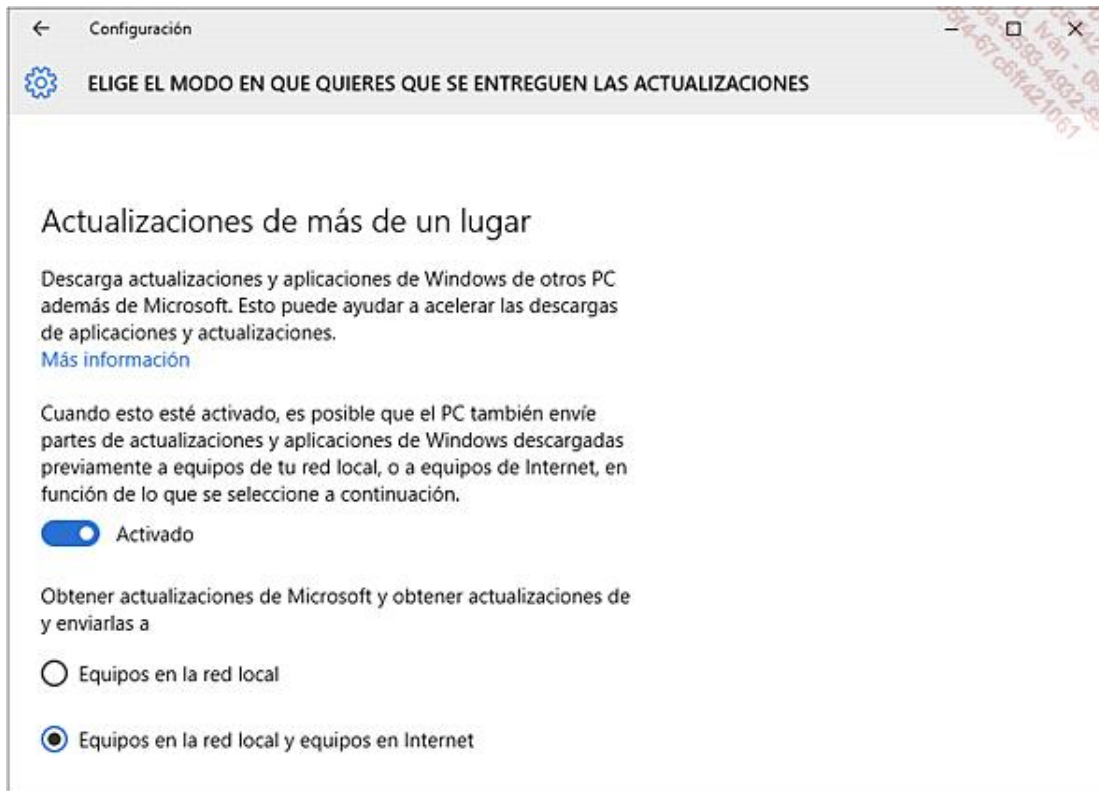 Configuración
ELIGE EL MODO EN QUE QUIERES QUE SE ENTREGUEN LAS ACTUALIZACIONES
Actualizaciones de más de un lugar
Descarga actualizaciones y aplicaciones de Windows de otros PC
además de Microsoft. Esto puede ayudar a acelerar las descargas
de aplicaciones y actualizaciones.
Más información
Cuando esto esté activado, es posible que el PC también envíe
partes de actualizaciones y aplicaciones de Windows descargadas
previamente a equipos de tu red local, o a equipos de Internet, en
función de lo que se seleccione a continuación.
Activado
Obtener actualizaciones de Microsoft y obtener actualizaciones de
y enviarlas a
Equipos en la red local
Equipos en la red local y equipos en Internet